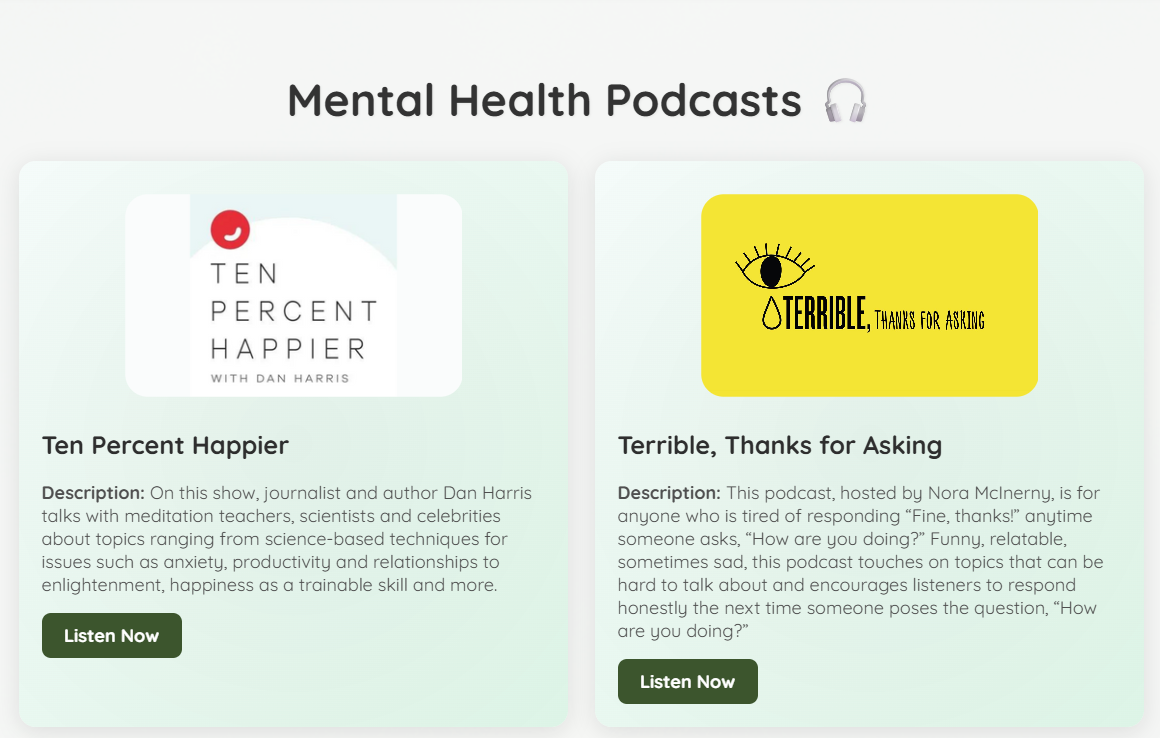 Mental Health Podcasts
TEN
PERCENT
HAPPIER
WITH DAN HARRIS
Ten Percent Happier
Description: On this show, journalist and author Dan Harris
talks with meditation teachers, scientists and celebrities
about topics ranging from science-based techniques for
issues such as anxiety, productivity and relationships to
enlightenment, happiness as a trainable skill and more.
Listen Now
TERRIBLE, THANKS FOR ASKING
Terrible, Thanks for Asking
Description: This podcast, hosted by Nora McInerny, is for
anyone who is tired of responding “Fine, thanks!” anytime
someone asks, “How are you doing?” Funny, relatable,
sometimes sad, this podcast touches on topics that can be
hard to talk about and encourages listeners to respond
honestly the next time someone poses the question, “How
are you doing?”
Listen Now